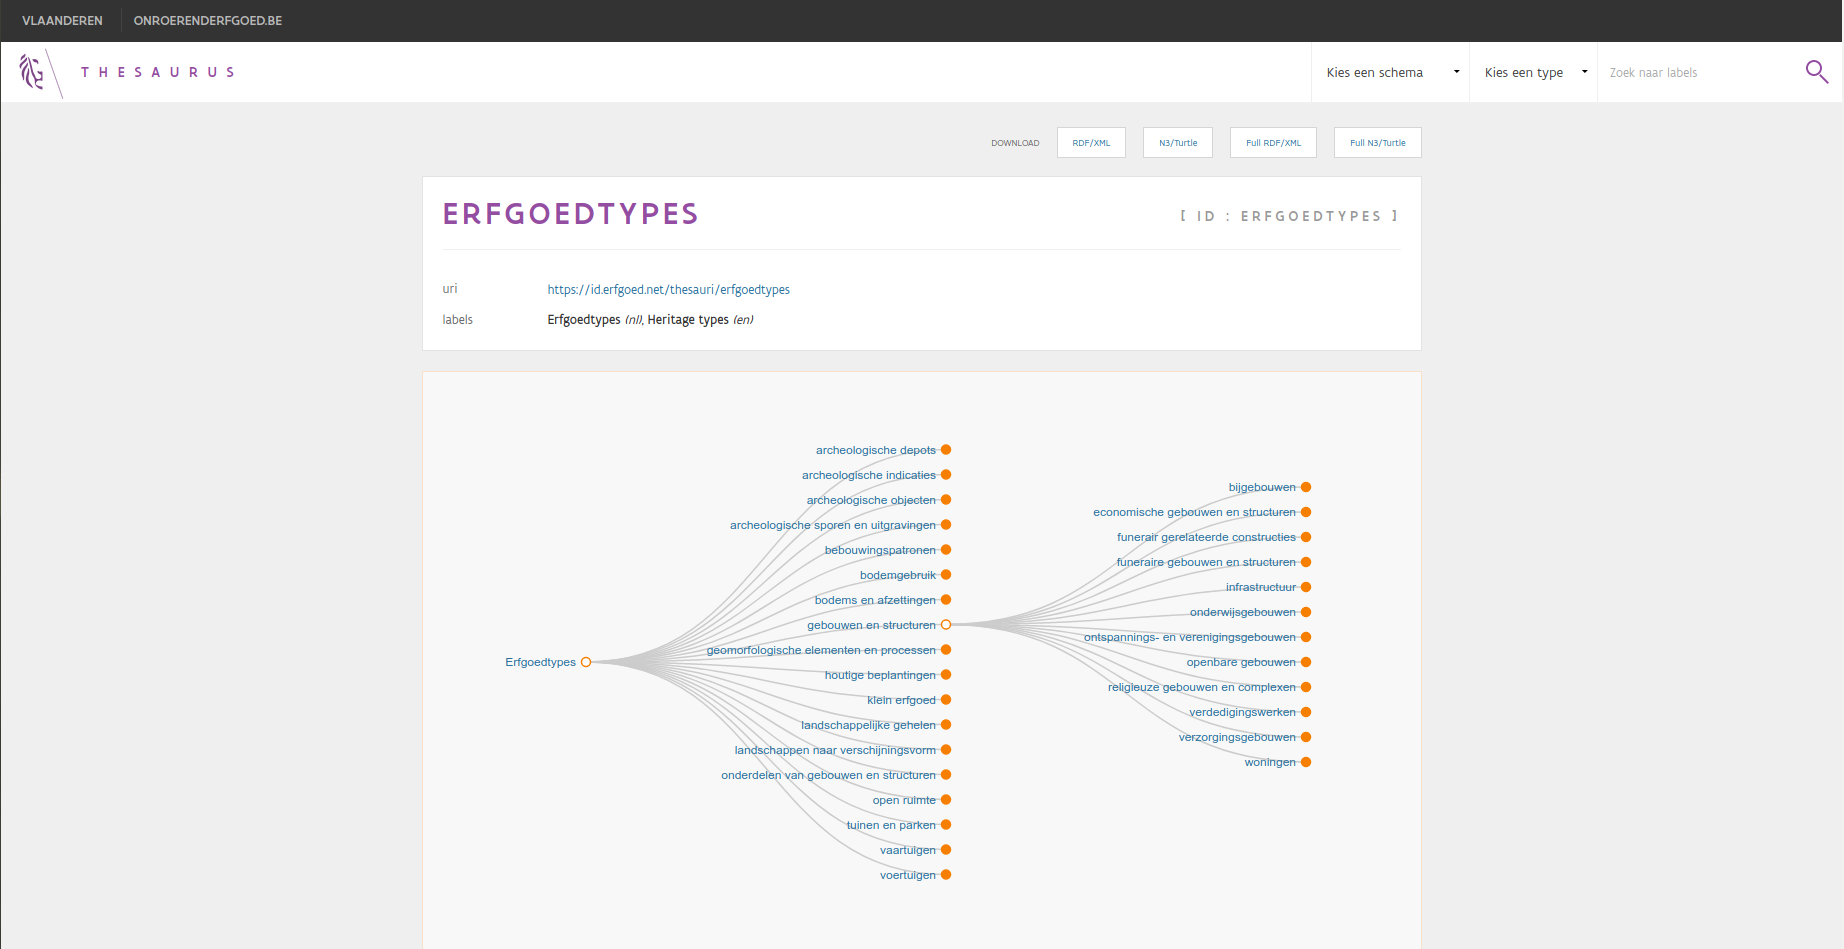 VLAANDEREN ONROERENDERFGOED.BE
THESAURUS Kies een schema Kies een type Zoek naar labels
DOWNLOAD RDF/XML N3/Turtle Full RDF/XML Full N3/Turtle
ERFGOEDTYPES [ ID : ERFGOEDTYPES ]
uri https://id.erfgoed.net/thesauri/erfgoedtypes
labels Erfgoedtypes (nl), Heritage types (en)
Erfgoedtypes
archeologische depots
archeologische indicaties
archeologische objecten
archeologische sporen en uitgravingen
bebouwingspatronen
bodemgebruik
bodems en afzettingen
gebouwen en structuren
geomorfologische elementen en processen
houtige beplantingen
klein erfgoed
landschappelijke gehelen
landschappen naar verschijningsvorm
onderdelen van gebouwen en structuren
open ruimte
tuinen en parken
vaartuigen
voertuigen
bijgebouwen
economische gebouwen en structuren
funerair gerelateerde constructies
funeraire gebouwen en structuren
infrastructuur
onderwijsgebouwen
ontspannings- en verenigingsgebouwen
openbare gebouwen
religieuze gebouwen en complexen
verdedigingswerken
verzorgingsgebouwen
woningen